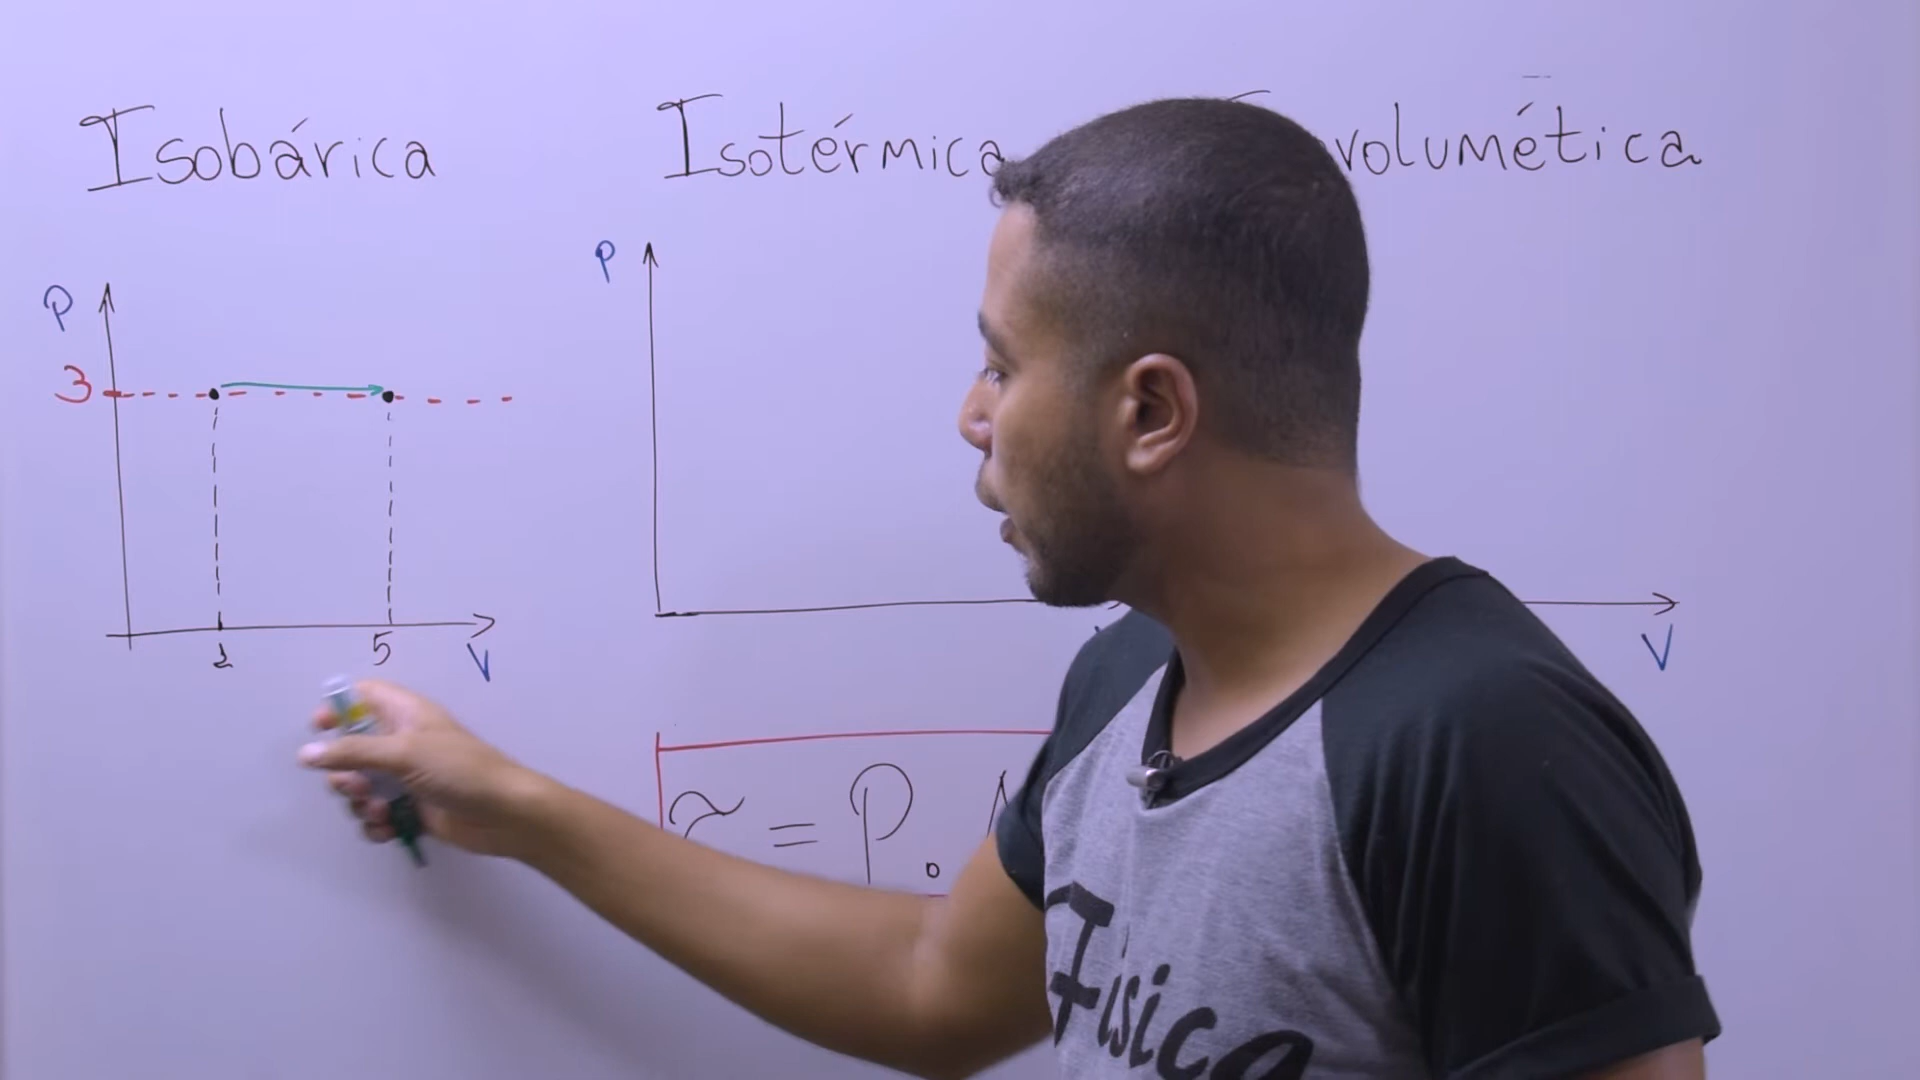 Isobárica
Isotérmica
volumética
P
3
2
5
V
P
V
τ = P.
Física